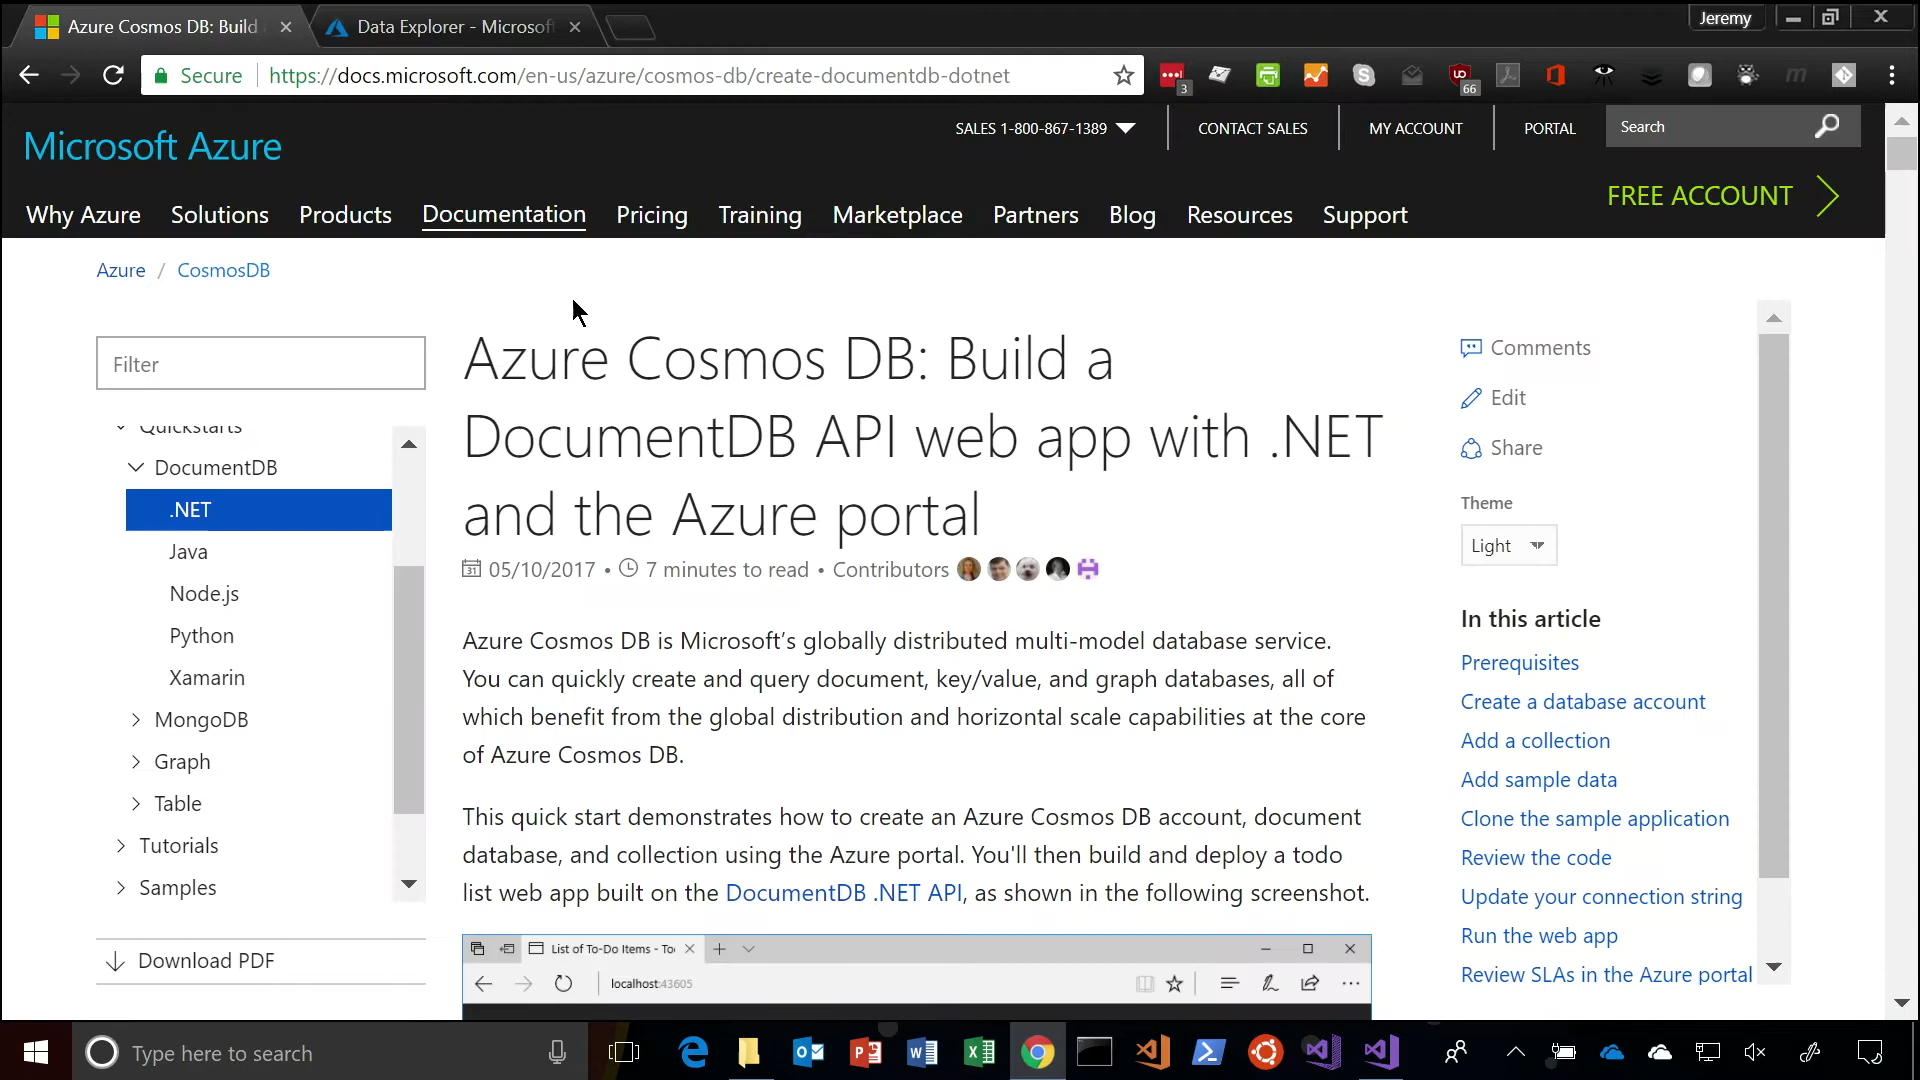 Azure Cosmos DB: Build
Data Explorer - Microsof
Jeremy
Secure
https://docs.microsoft.com/en-us/azure/cosmos-db/create-documentdb-dotnet
3
66
Microsoft Azure
SALES 1-800-867-1389
CONTACT SALES
MY ACCOUNT
PORTAL
Search
Why Azure
Solutions
Products
Documentation
Pricing
Training
Marketplace
Partners
Blog
Resources
Support
FREE ACCOUNT
Azure / CosmosDB
Filter
Quickstarts
DocumentDB
.NET
Java
Node.js
Python
Xamarin
MongoDB
Graph
Table
Tutorials
Samples
Download PDF
Azure Cosmos DB: Build a
DocumentDB API web app with .NET
and the Azure portal
05/10/2017 • 7 minutes to read • Contributors
Azure Cosmos DB is Microsoft’s globally distributed multi-model database service.
You can quickly create and query document, key/value, and graph databases, all of
which benefit from the global distribution and horizontal scale capabilities at the core
of Azure Cosmos DB.
This quick start demonstrates how to create an Azure Cosmos DB account, document
database, and collection using the Azure portal. You'll then build and deploy a todo
list web app built on the DocumentDB .NET API, as shown in the following screenshot.
List of To-Do Items - To
localhost:43605
Comments
Edit
Share
Theme
Light
In this article
Prerequisites
Create a database account
Add a collection
Add sample data
Clone the sample application
Review the code
Update your connection string
Run the web app
Review SLAs in the Azure portal
Type here to search